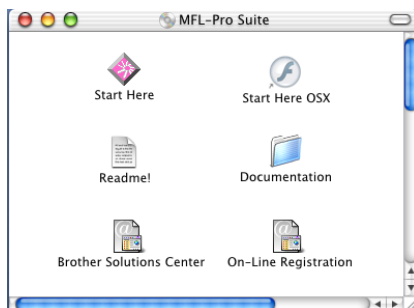 MFL-Pro Suite
Start Here
Start Here OSX
Readme!
Documentation
Brother Solutions Center
On-Line Registration